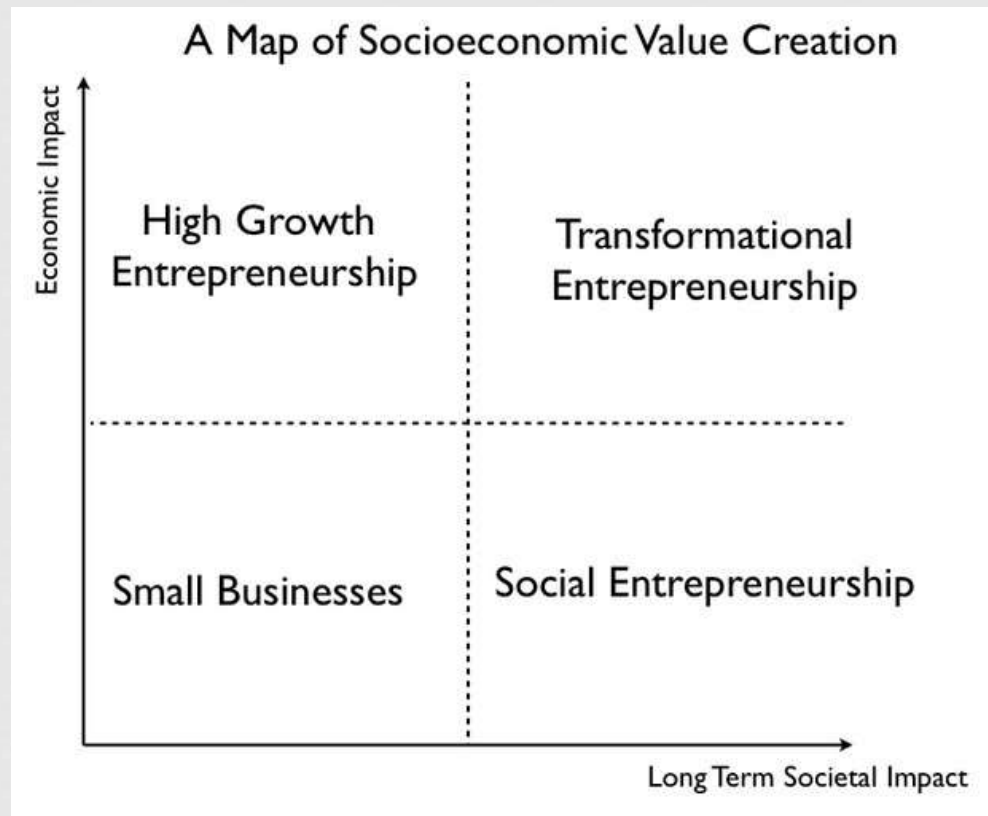 A Map of Socioeconomic Value Creation
Economic Impact
High Growth
Entrepreneurship
Transformational
Entrepreneurship
Small Businesses
Social Entrepreneurship
Long Term Societal Impact